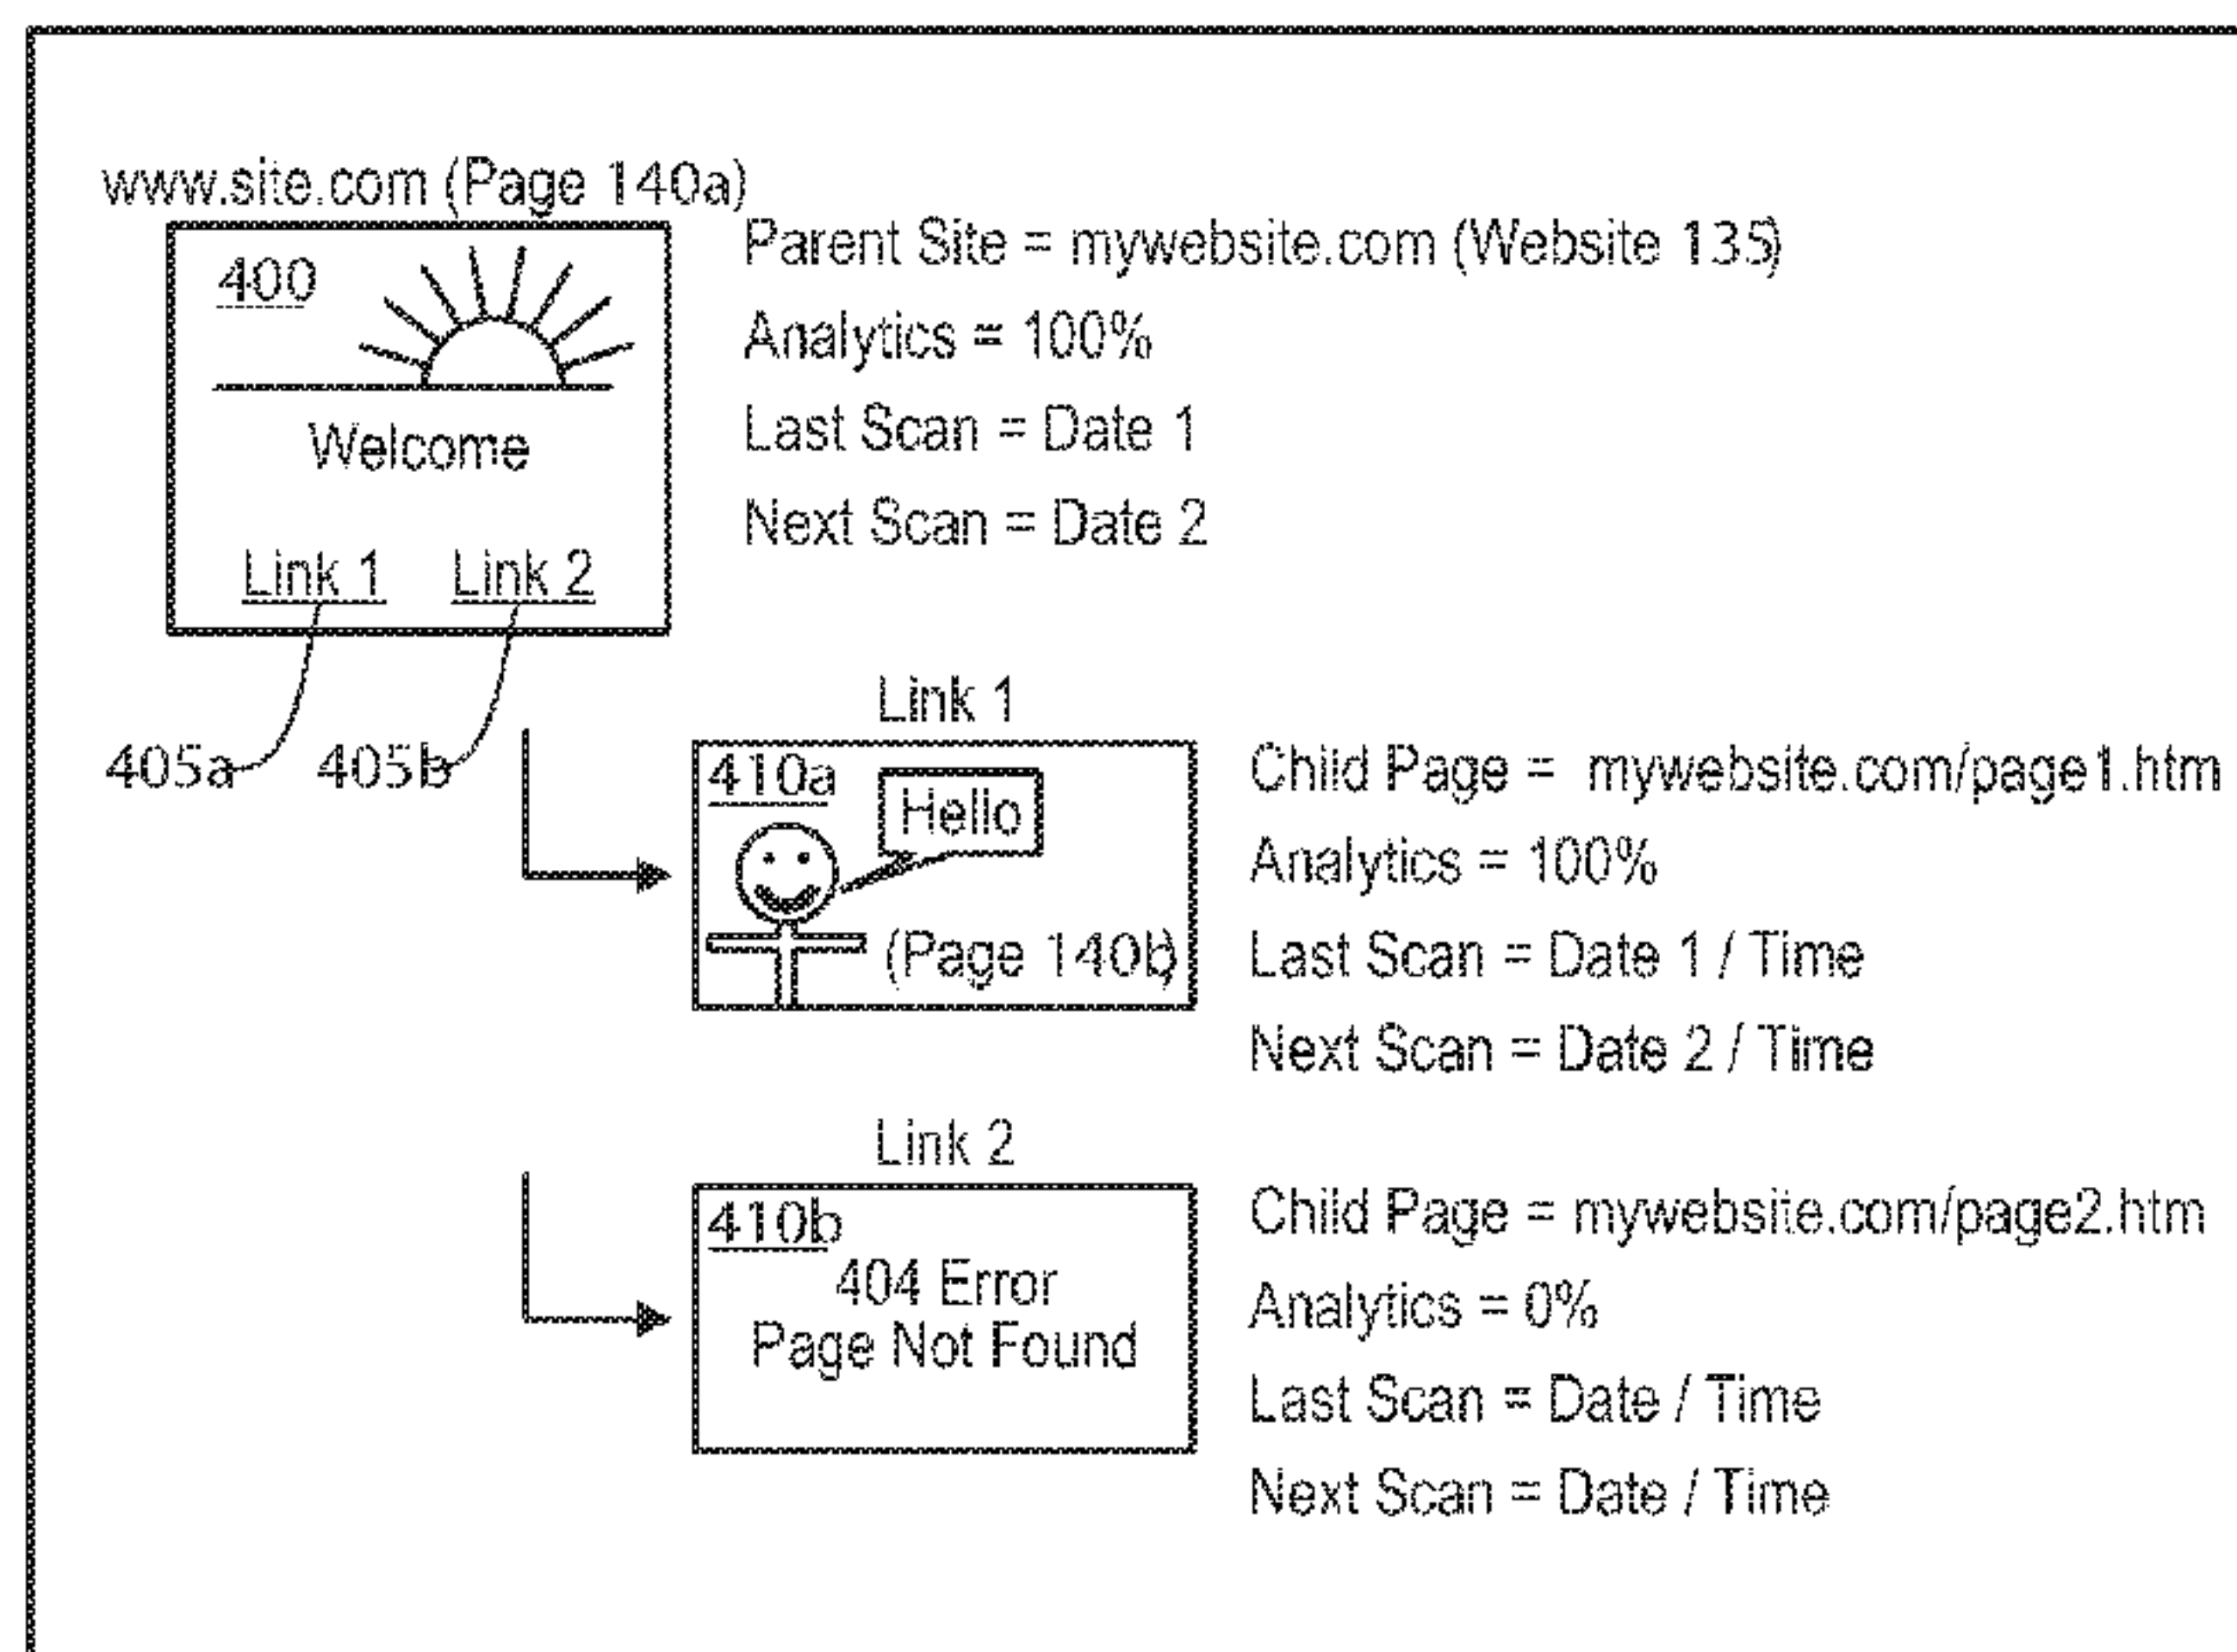 www.site.com (Page 140a)
400
Welcome
Link 1 Link 2
405a 405b
Parent Site = mywebsite.com (Website 135)
Analytics = 100%
Last Scan = Date 1
Next Scan = Date 2
Link 1
410a
Hello
(Page 140b)
Child Page = mywebsite.com/page1.htm
Analytics = 100%
Last Scan = Date 1 / Time
Next Scan = Date 2 / Time
Link 2
410b
404 Error
Page Not Found
Child Page = mywebsite.com/page2.htm
Analytics = 0%
Last Scan = Date / Time
Next Scan = Date / Time